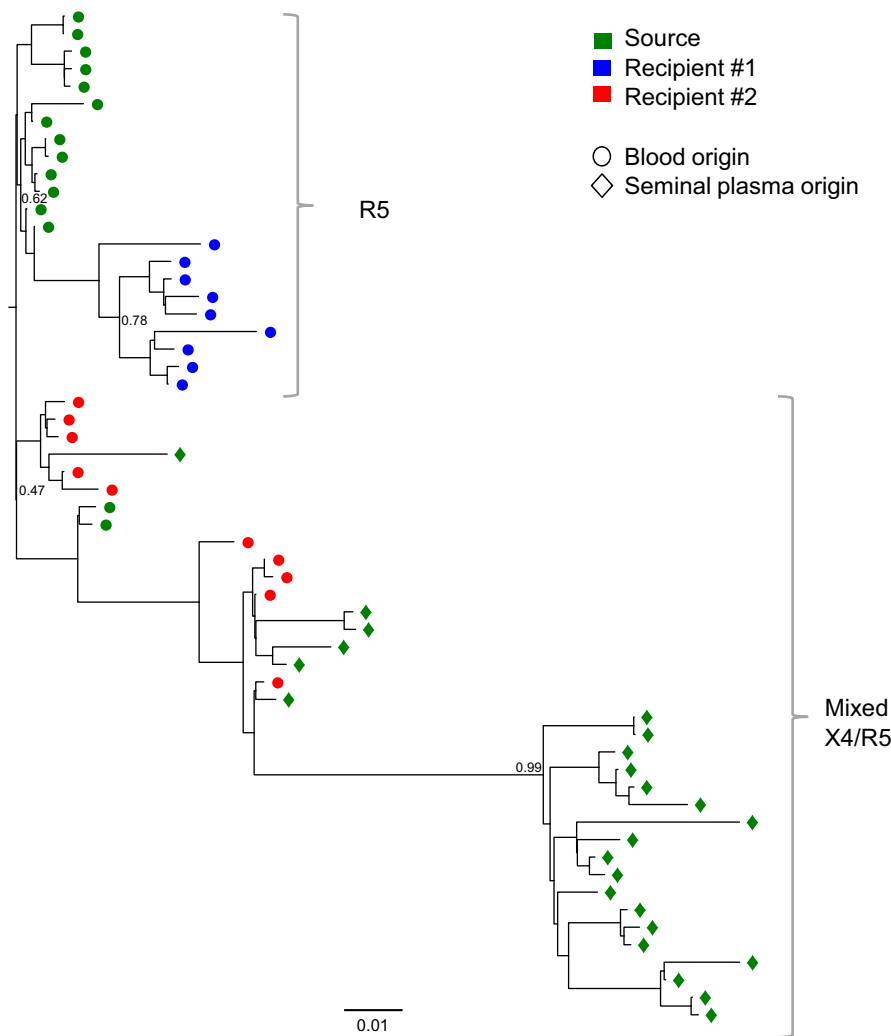 Source
Recipient #1
Recipient #2
Blood origin
Seminal plasma origin
0.62
R5
0.78
0.47
Mixed
X4/R5
0.99
0.01